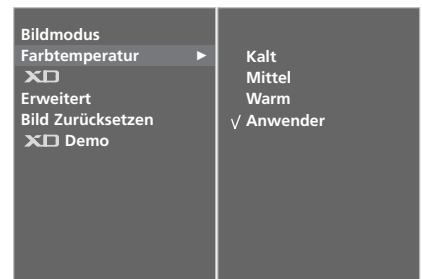 Bildmodus
Farbtemperatur ►
XD
Erweitert
Bild Zurücksetzen
XD Demo
Kalt
Mittel
Warm
√ Anwender